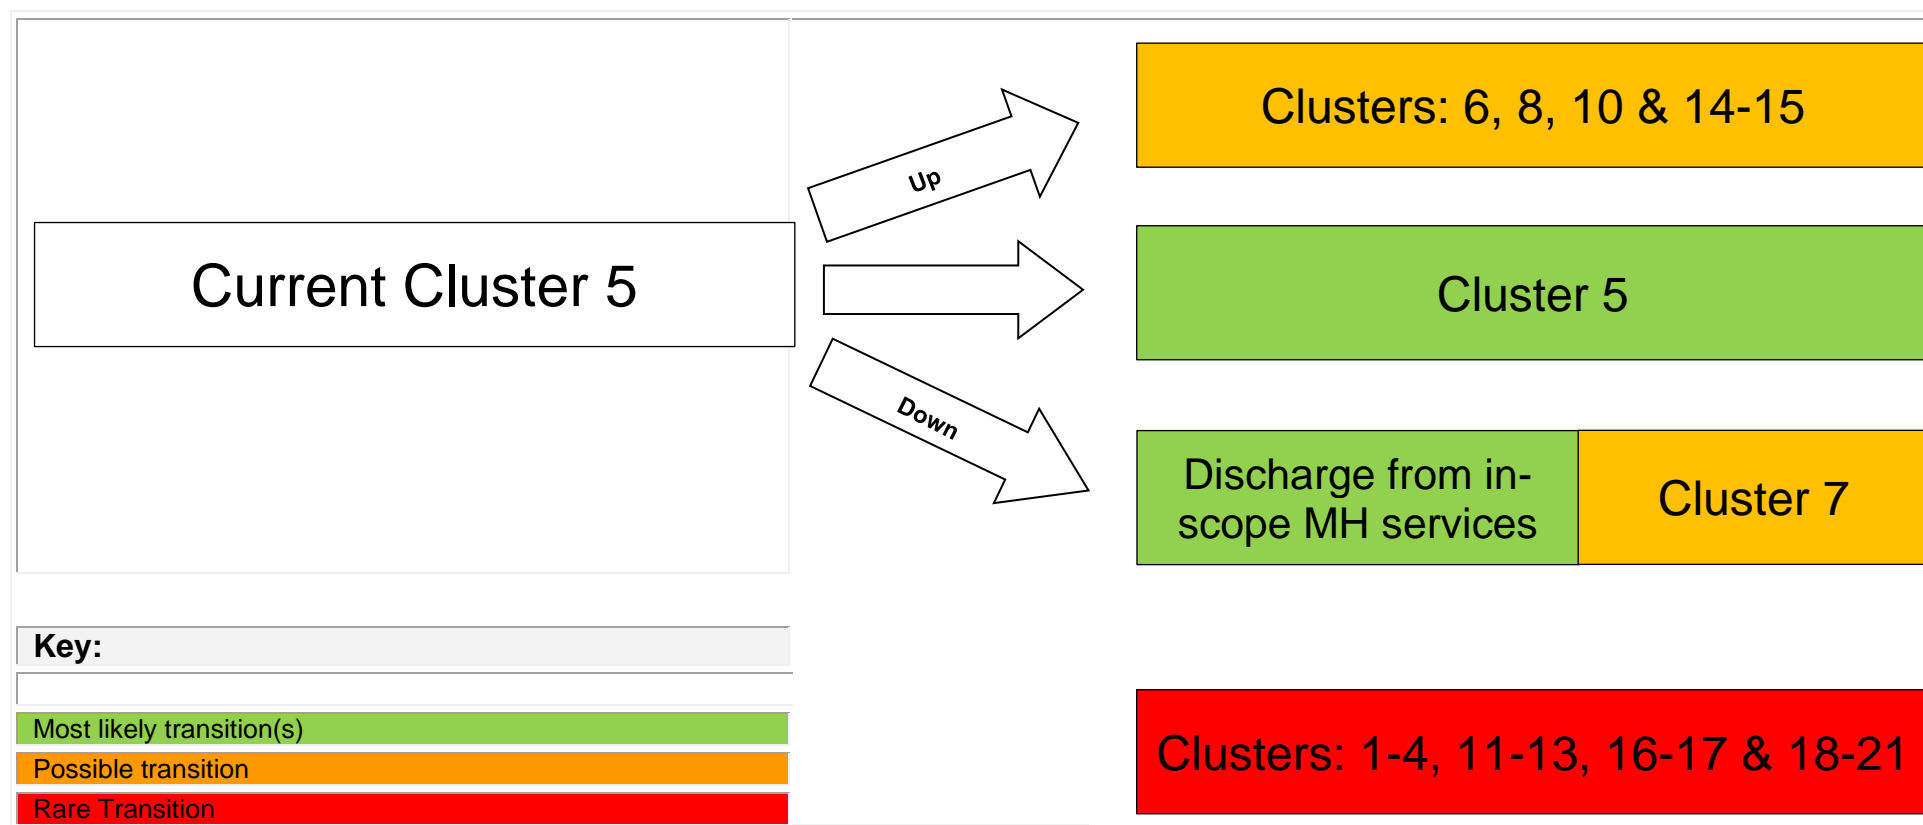 Clusters: 6, 8, 10 & 14-15
Up
Current Cluster 5
Cluster 5
Down
Discharge from in-
scope MH services
Cluster 7
Key:
Most likely transition(s)
Possible transition
Rare Transition
Clusters: 1-4, 11-13, 16-17 & 18-21